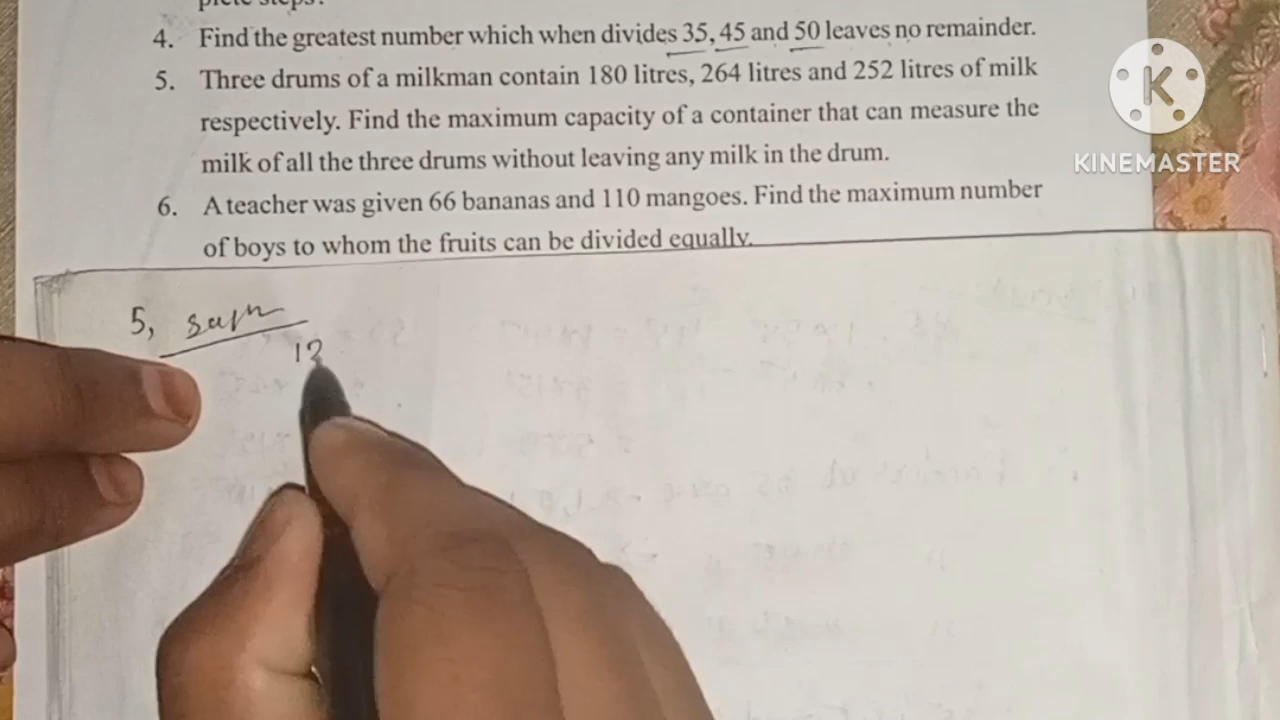 4. Find the greatest number which when divides 35, 45 and 50 leaves no remainder.
5. Three drums of a milkman contain 180 litres, 264 litres and 252 litres of milk
respectively. Find the maximum capacity of a container that can measure the
milk of all the three drums without leaving any milk in the drum.
6. A teacher was given 66 bananas and 110 mangoes. Find the maximum number
of boys to whom the fruits can be divided equally.
K
KINEMASTER
5,
12